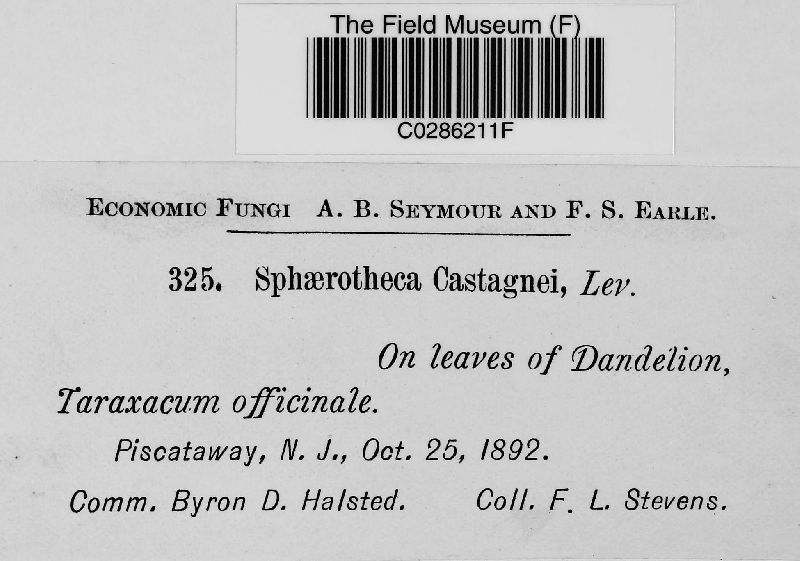 The Field Museum (F)
C0286211F
Economic Fungi A. B. Seymour and F. S. Earle.
325. Sphærotheca Castagnei, Lev.
On leaves of Dandelion,
Taraxacum officinale.
Piscataway, N. J., Oct. 25, 1892.
Comm. Byron D. Halsted. Coll. F. L. Stevens.